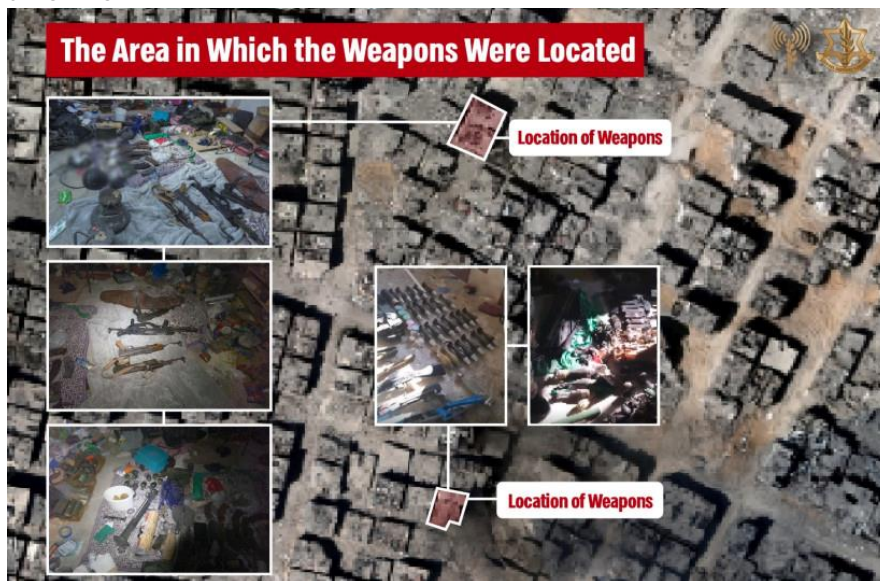 The Area in Which the Weapons Were Located
Location of Weapons
Location of Weapons